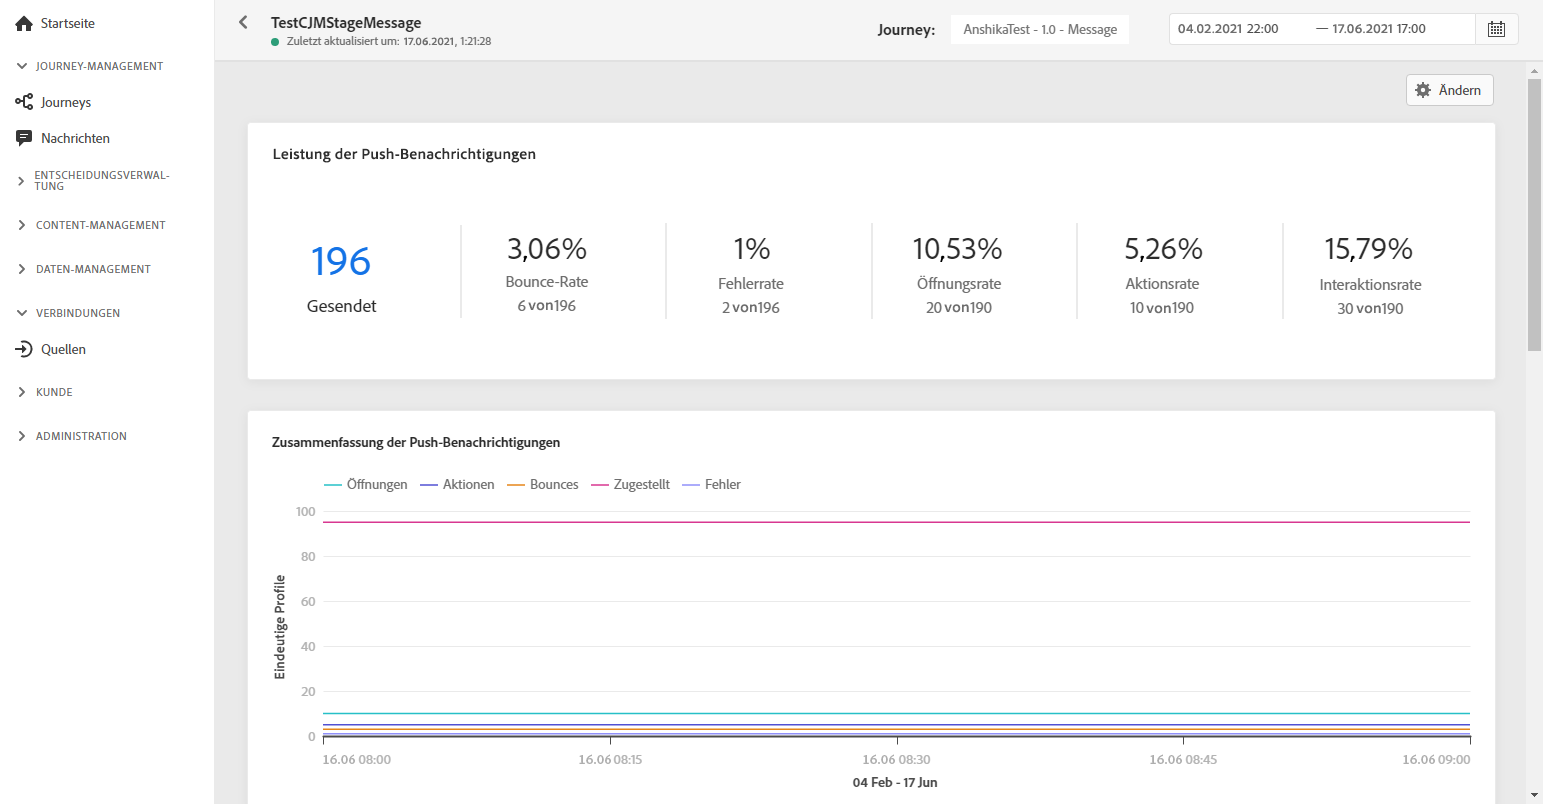 Startseite
JOURNEY-MANAGEMENT
Journeys
Nachrichten
ENTSCHEIDUNGSVERWAL-
TUNG
CONTENT-MANAGEMENT
DATEN-MANAGEMENT
VERBINDUNGEN
Quellen
KUNDE
ADMINISTRATION
TestCJMStageMessage
Zuletzt aktualisiert um: 17.06.2021, 1:21:28
Journey: AnshikaTest - 1.0 - Message
04.02.2021 22:00 — 17.06.2021 17:00
Ändern
Leistung der Push-Benachrichtigungen
196
Gesendet
3,06%
Bounce-Rate
6 von196
1%
Fehlerrate
2 von196
10,53%
Öffnungsrate
20 von190
5,26%
Aktionsrate
10 von190
15,79%
Interaktionsrate
30 von190
Zusammenfassung der Push-Benachrichtigungen
Öffnungen Aktionen Bounces Zugestellt Fehler
Eindeutige Profile
100
80
60
40
20
0
16.06 08:00 16.06 08:15 16.06 08:30 16.06 08:45 16.06 09:00
04 Feb - 17 Jun